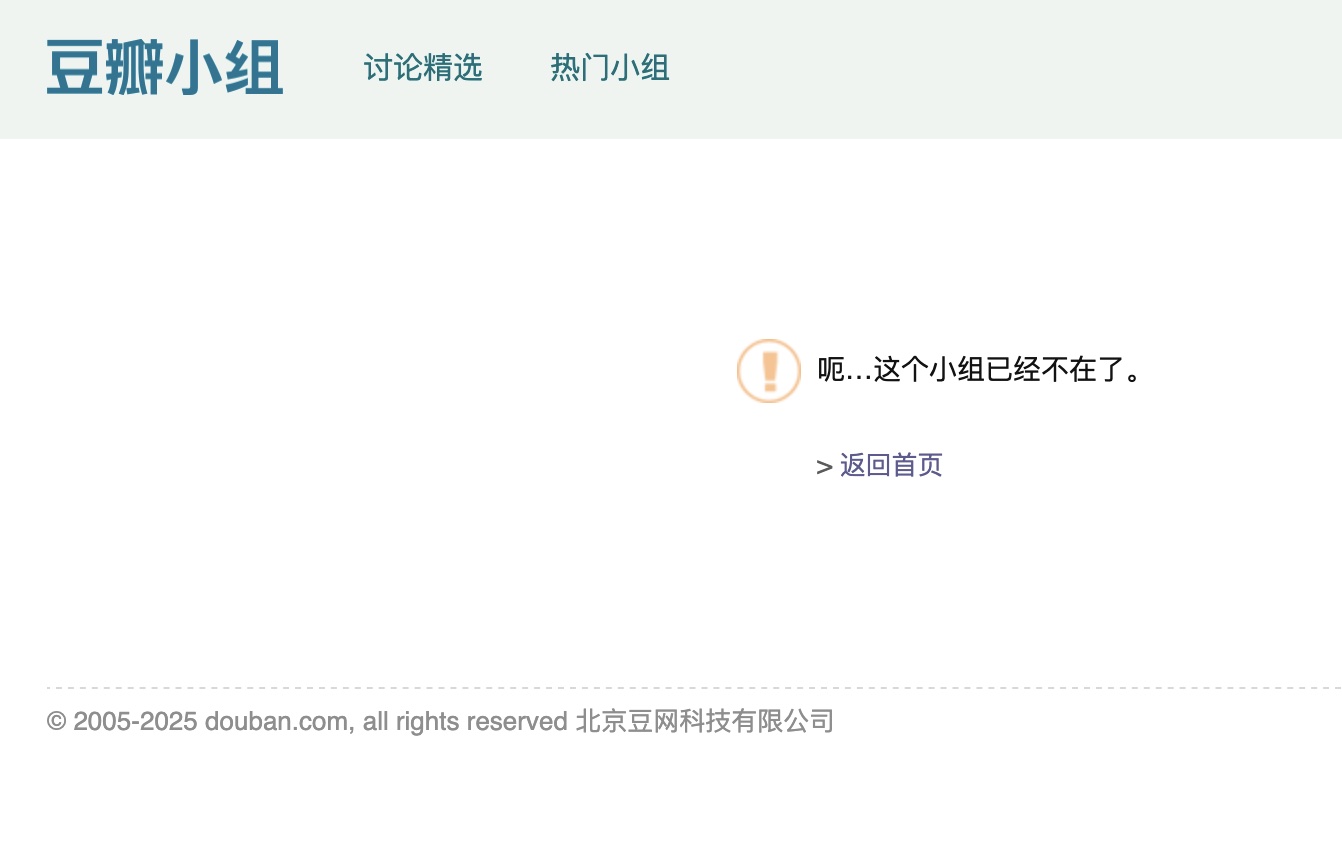 豆瓣小组 讨论精选 热门小组
呃…这个小组已经不在了。
> 返回首页
© 2005-2025 douban.com, all rights reserved 北京豆网科技有限公司